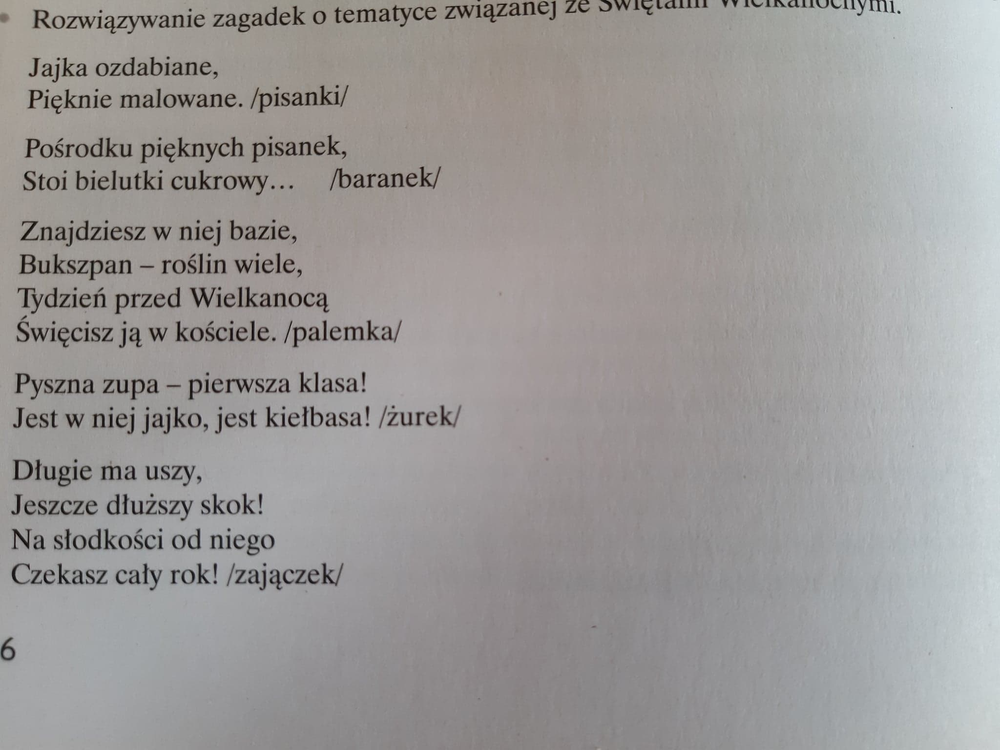 Rozwiązywanie zagadek o tematyce związanej ze Świętami Wielkanocnymi.
Jajka ozdabiane,
Pięknie malowane. /pisanki/
Pośrodku pięknych pisanek,
Stoi bielutki cukrowy... /baranek/
Znajdziesz w niej bazie,
Bukszpan – roślin wiele,
Tydzień przed Wielkanocą
Święcisz ją w kościele. /palemka/
Pyszna zupa – pierwsza klasa!
Jest w niej jajko, jest kiełbasa! /żurek/
Długie ma uszy,
Jeszcze dłuższy skok!
Na słodkości od niego
Czekasz cały rok! /zajączek/
6